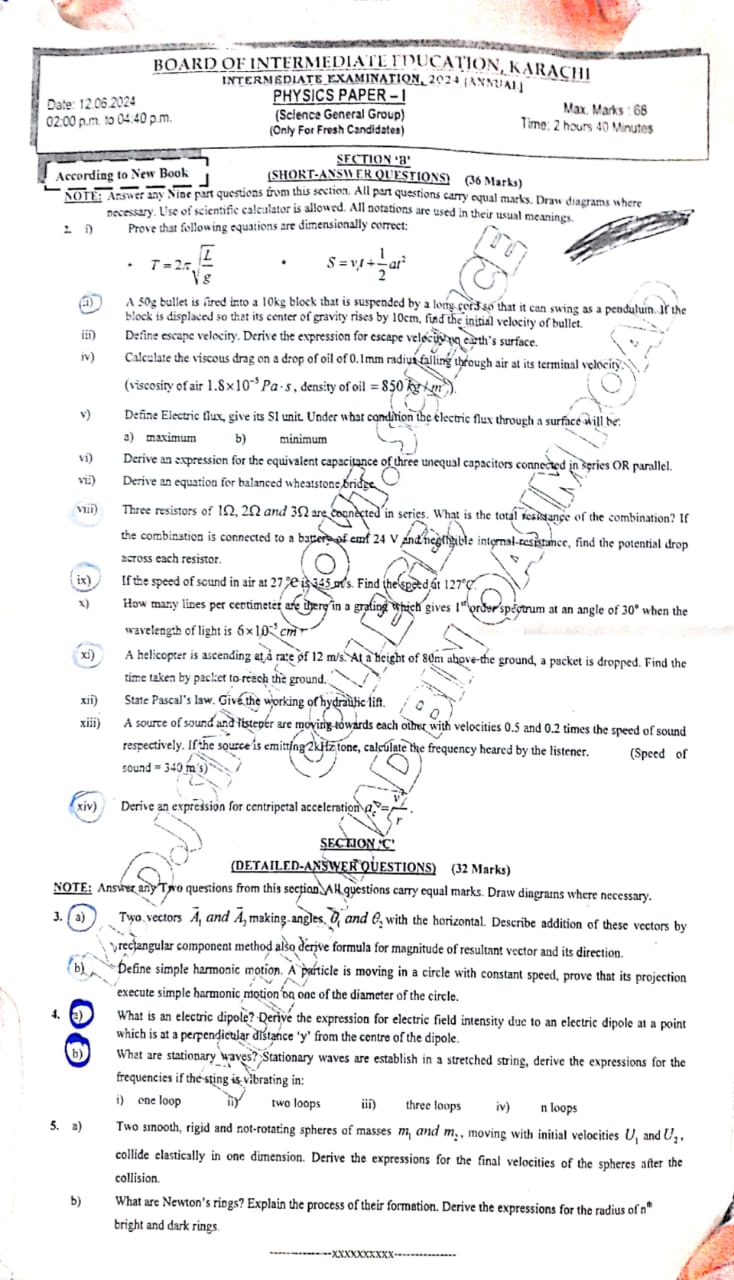 BOARD OF INTERMEDIATE EDUCATION, KARACHI
INTERMEDIATE EXAMINATION, 2024 (ANNUAL)
PHYSICS PAPER – I
(Science General Group)
(Only For Fresh Candidates)
Date: 12.06.2024
02:00 p.m. to 04:40 p.m.
Max. Marks : 68
Time: 2 hours 40 Minutes
According to New Book
SECTION 'B'
(SHORT-ANSWER QUESTIONS) (36 Marks)
NOTE: Answer any Nine part questions from this section. All part questions carry equal marks. Draw diagrams where
necessary. Use of scientific calculator is allowed. All notations are used in their usual meanings.
2. i) Prove that following equations are dimensionally correct:
• T = 2π√(L/g) • S = vᵢt + 1/2 at²
ii) A 50g bullet is fired into a 10kg block that is suspended by a long cord so that it can swing as a pendulum. If the
block is displaced so that its center of gravity rises by 10cm, find the initial velocity of bullet.
iii) Define escape velocity. Derive the expression for escape velocity on earth's surface.
iv) Calculate the viscous drag on a drop of oil of 0.1mm radius falling through air at its terminal velocity.
(viscosity of air 1.8×10⁻⁵ Pa·s, density of oil = 850 kg/m³).
v) Define Electric flux, give its SI unit. Under what condition the electric flux through a surface will be:
a) maximum b) minimum
vi) Derive an expression for the equivalent capacitance of three unequal capacitors connected in series OR parallel.
vii) Derive an equation for balanced wheatstone bridge.
viii) Three resistors of 1Ω, 2Ω and 3Ω are connected in series. What is the total resistance of the combination? If
the combination is connected to a battery of emf 24 V and negligible internal resistance, find the potential drop
across each resistor.
ix) If the speed of sound in air at 27 °C is 345 m/s. Find the speed at 127°C
x) How many lines per centimeter are there in a grating which gives 1st order spectrum at an angle of 30° when the
wavelength of light is 6×10⁻⁵ cm
xi) A helicopter is ascending at a rate of 12 m/s. At a height of 80m above the ground, a packet is dropped. Find the
time taken by packet to reach the ground.
xii) State Pascal's law. Give the working of hydraulic lift.
xiii) A source of sound and listener are moving towards each other with velocities 0.5 and 0.2 times the speed of sound
respectively. If the source is emitting 2kHz tone, calculate the frequency heared by the listener. (Speed of
sound = 340 m/s)
xiv) Derive an expression for centripetal acceleration a_c = v²/r.
SECTION 'C'
(DETAILED-ANSWER QUESTIONS) (32 Marks)
NOTE: Answer any Two questions from this section. All questions carry equal marks. Draw diagrams where necessary.
3. a) Two vectors A⃗₁ and A⃗₂ making angles θ₁ and θ₂ with the horizontal. Describe addition of these vectors by
rectangular component method also derive formula for magnitude of resultant vector and its direction.
b) Define simple harmonic motion. A particle is moving in a circle with constant speed, prove that its projection
execute simple harmonic motion on one of the diameter of the circle.
4. a) What is an electric dipole? Derive the expression for electric field intensity due to an electric dipole at a point
which is at a perpendicular distance 'y' from the centre of the dipole.
b) What are stationary waves? Stationary waves are establish in a stretched string, derive the expressions for the
frequencies if the sting is vibrating in:
i) one loop ii) two loops iii) three loops iv) n loops
5. a) Two smooth, rigid and not-rotating spheres of masses m₁ and m₂, moving with initial velocities U₁ and U₂,
collide elastically in one dimension. Derive the expressions for the final velocities of the spheres after the
collision.
b) What are Newton's rings? Explain the process of their formation. Derive the expressions for the radius of nth
bright and dark rings.
--------------XXXXXXXXXX--------------